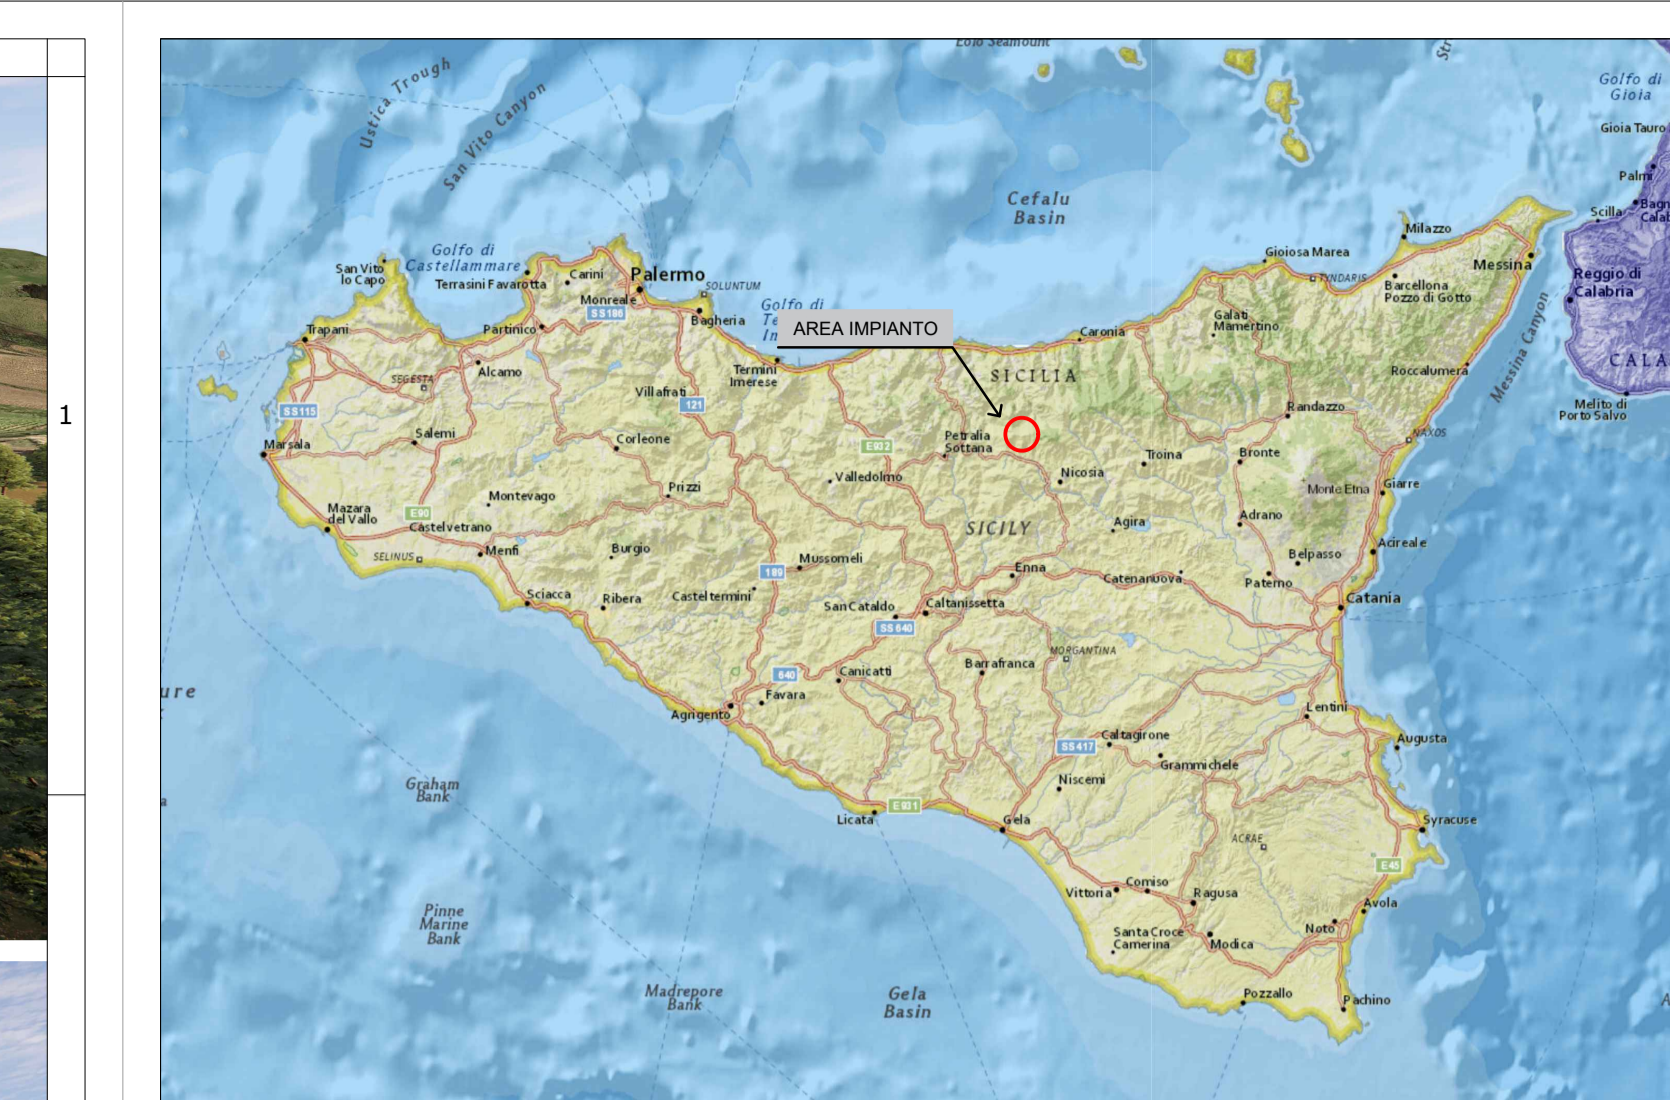 1
Eolo Seamount
Ustica Trough
San Vito Canyon
Golfo di
Gioia
Gioia Tauro
Palmi
Scilla
Cefalu
Basin
Milazzo
Gioiosa Marea
Messina
TYNDARIS
Barcellona
Pozzo di Gotto
Reggio di
Calabria
Golfo di
Castellammare
San Vito
lo Capo
Terrasini Favarotta
Carini
Palermo
Monreale
SS186
SOLUNTUM
Bagheria
Golfo di
AREA IMPIANTO
Trapani
Partinico
Termini
Imerese
Caronia
Galati
Mamertino
SICILIA
Roccalumera
Messina Canyon
CALA
Melito di
Porto Salvo
SEGESTA
Alcamo
Villafrati
121
SS115
Salemi
Marsala
Corleone
E932
Petralia
Sottana
Valledolmo
Nicosia
Troina
Randazzo
Bronte
NAXOS
Giarre
Monte Etna
Prizzi
Montevago
Mazara
del Vallo
E90
Castelvetrano
SELINUS
Menfi
Burgio
SICILY
Agira
Adrano
Acireale
Belpasso
Paterno
Catenanuova
Enna
Mussomeli
189
Casteltermini
Sciacca
Ribera
San Cataldo
Caltanissetta
SS640
Catania
MORGANTINA
Barrafranca
Canicatti
640
Favara
Agrigento
Lentini
Augusta
SS417
Caltagirone
Grammichele
Niscemi
ure
Graham
Bank
E931
Licata
Gela
Syracuse
ACRAE
E45
Vittoria
Comiso
Ragusa
Avola
Noto
Santa Croce
Camerina
Modica
Pinne
Marine
Bank
Madrepore
Bank
Gela
Basin
Pozzallo
Pachino